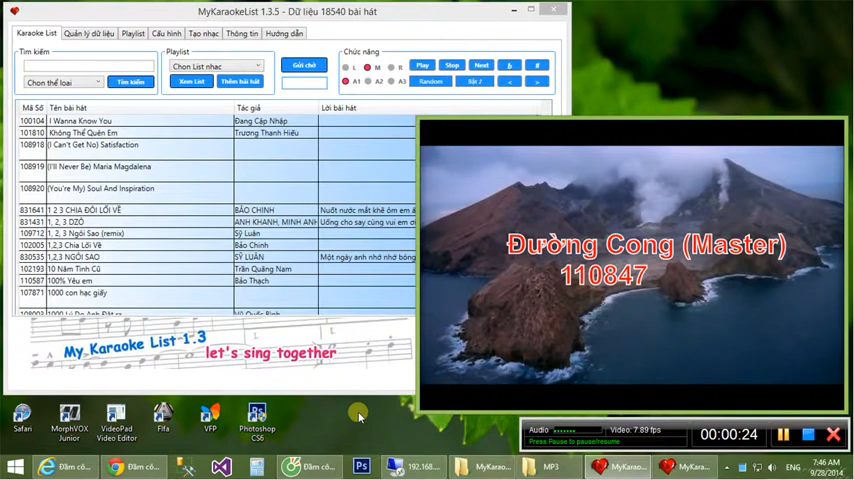 MyKaraokeList 1.3.5 - Dữ liệu 18540 bài hát
Karaoke List Quản lý dữ liệu Playlist Cấu hình Tạo nhạc Thông tin Hướng dẫn
Tìm kiếm Playlist Chức năng
Chon List nhac Gửi chờ L M R Play Stop Next b #
Chon thể loai Tìm kiếm Xem List Thêm bài hát A1 A2 A3 Random Bật < >
Mã Số Tên bài hát Tác giả Lời bài hát
100104 I Wanna Know You Đang Cập Nhập
101810 Không Thể Quên Em Trương Thanh Hiếu
108918 (I Can't Get No) Satisfaction
108919 (I'll Never Be) Maria Magdalena
108920 (You're My) Soul And Inspiration
831641 1 2 3 CHIA ĐÔI LỐI VỀ BẢO CHINH Nuốt nước mắt khẽ ôm em
831431 1, 2, 3 DZÔ ANH KHANH, MINH ANH Uống cho say cùng vui em
109712 1, 2, 3 Ngôi Sao (remix) Sỹ Luân
102005 1,2,3 Chia Lối Về Bảo Chinh
830535 1,2,3 NGÔI SAO SỸ LUÂN Một ngày anh nhớ nhớ bóng
102193 10 Năm Tình Cũ Trần Quảng Nam
110587 100% Yêu em Bảo Thạch
107871 1000 con hạc giấy
Đường Cong (Master)
110847
My Karaoke List 1.3
let's sing together
Safari MorphVOX Junior VideoPad Video Editor Fifa VFP Photoshop CS6
Audio Video: 7.89 fps
Press Pause to pause/resume
00:00:24
Đăm cô... Đăm cô... Đăm cô... Ps 192.168.... MyKarao... MP3 MyKarao... MyKarao... ENG 7:46 AM
9/28/2014